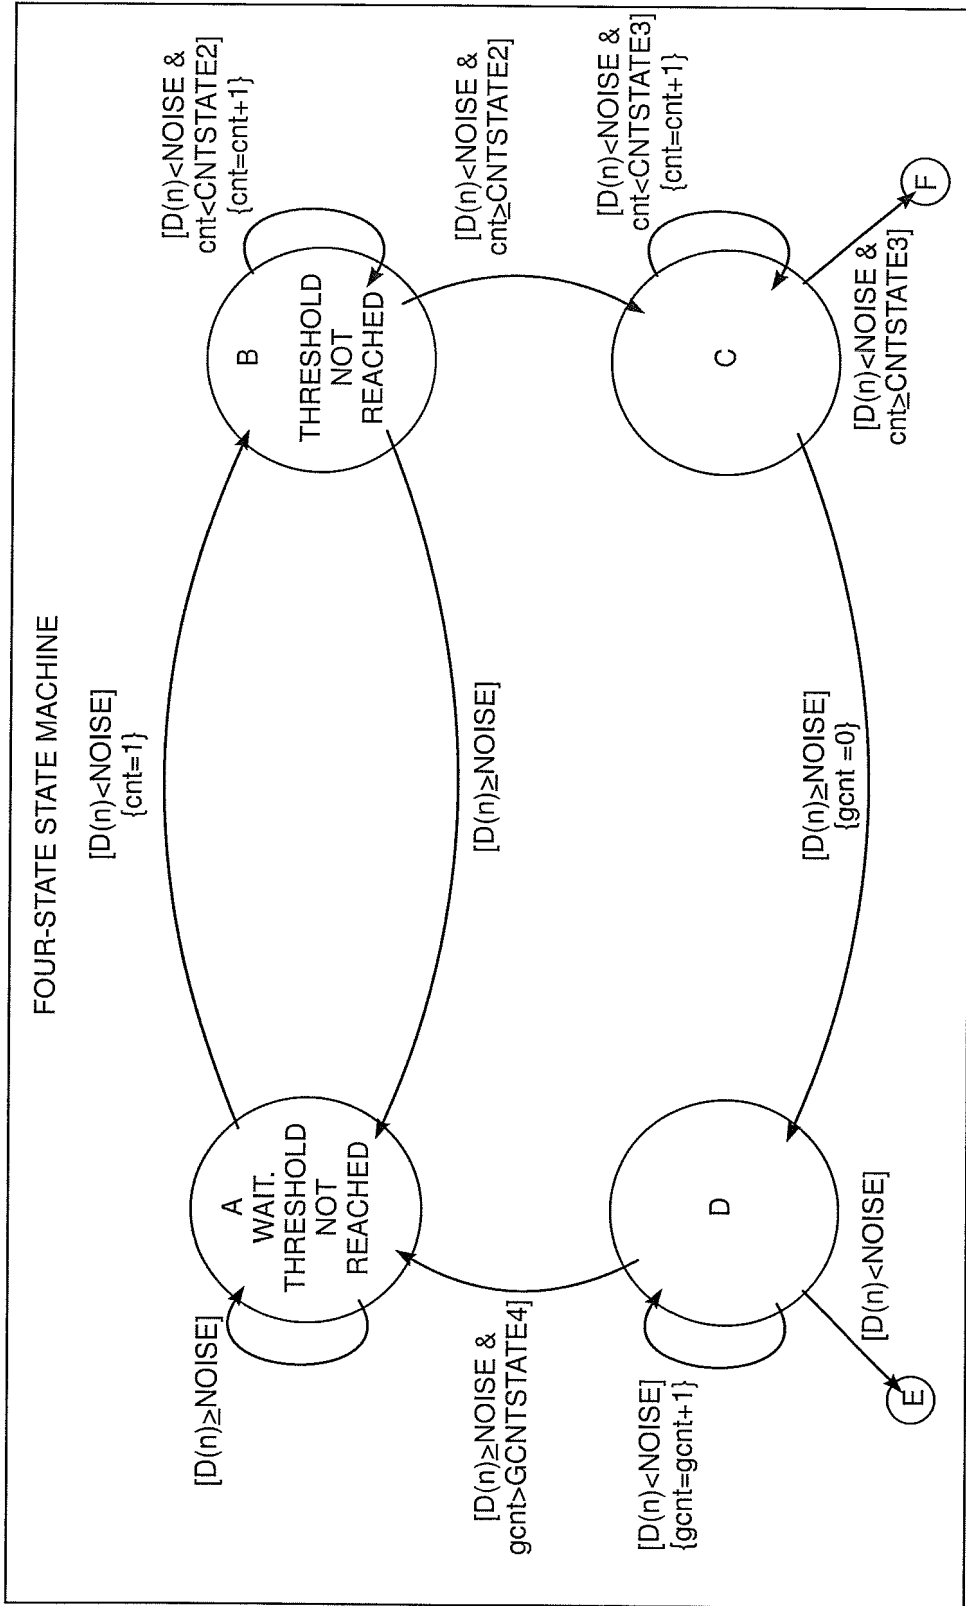 FOUR-STATE STATE MACHINE
[D(n)<NOISE]
{cnt=1}
[D(n)≥NOISE]
A
WAIT.
THRESHOLD
NOT
REACHED
B
THRESHOLD
NOT
REACHED
[D(n)<NOISE &
cnt<CNTSTATE2]
{cnt=cnt+1}
[D(n)≥NOISE]
[D(n)≥NOISE &
gcnt>GCNTSTATE4]
[D(n)<NOISE &
cnt≥CNTSTATE2]
[D(n)<NOISE]
{gcnt=gcnt+1}
D
C
[D(n)<NOISE &
cnt<CNTSTATE3]
{cnt=cnt+1}
[D(n)≥NOISE]
{gcnt =0}
[D(n)<NOISE]
E
[D(n)<NOISE &
cnt≥CNTSTATE3]
F